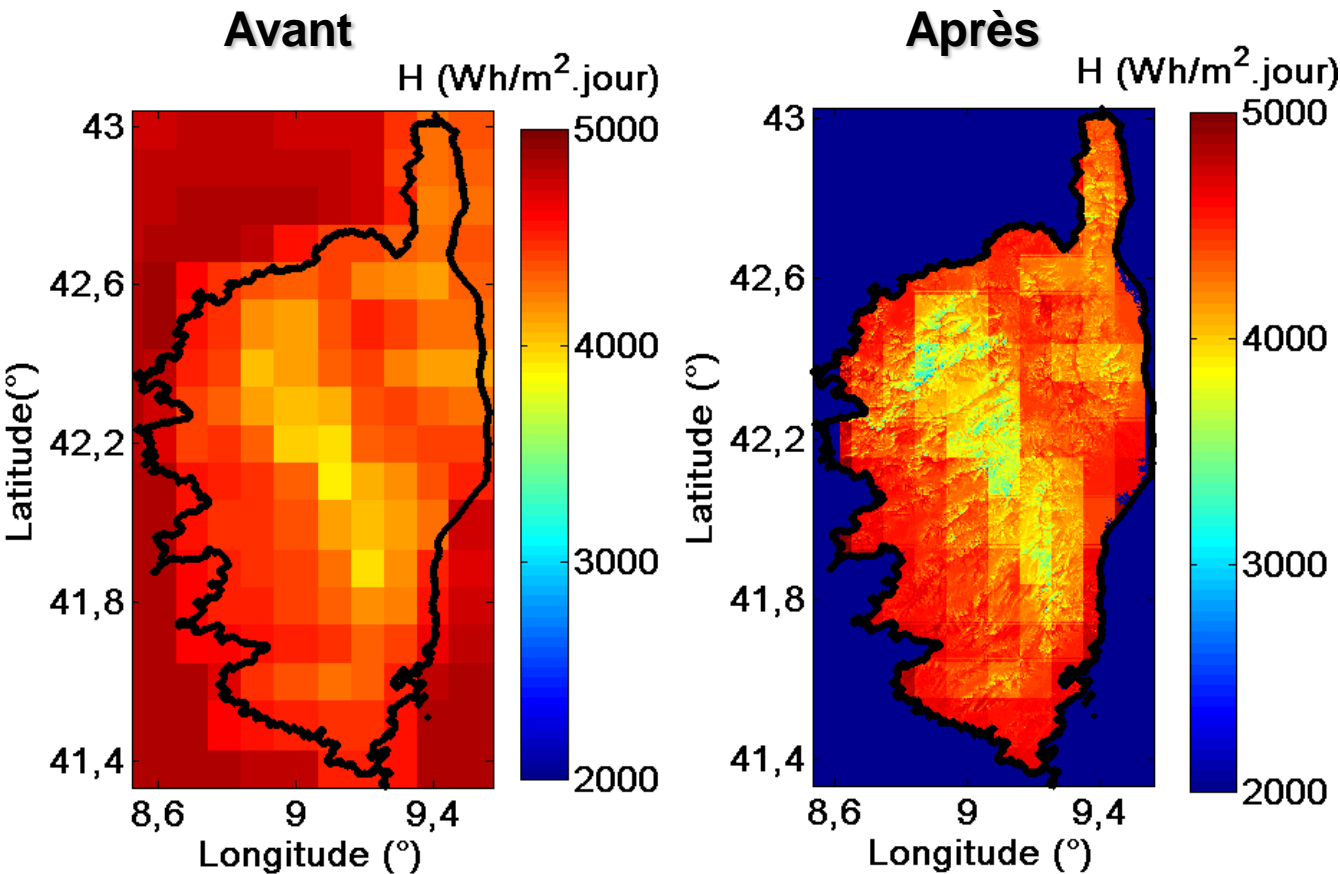 Avant
H (Wh/m².jour)
43
42,6
42,2
41,8
41,4
Latitude(°)
8,6 9 9,4
Longitude (°)
5000
4000
3000
2000
Après
H (Wh/m².jour)
43
42,6
42,2
41,8
41,4
Latitude (°)
8,6 9 9,4
Longitude (°)
5000
4000
3000
2000